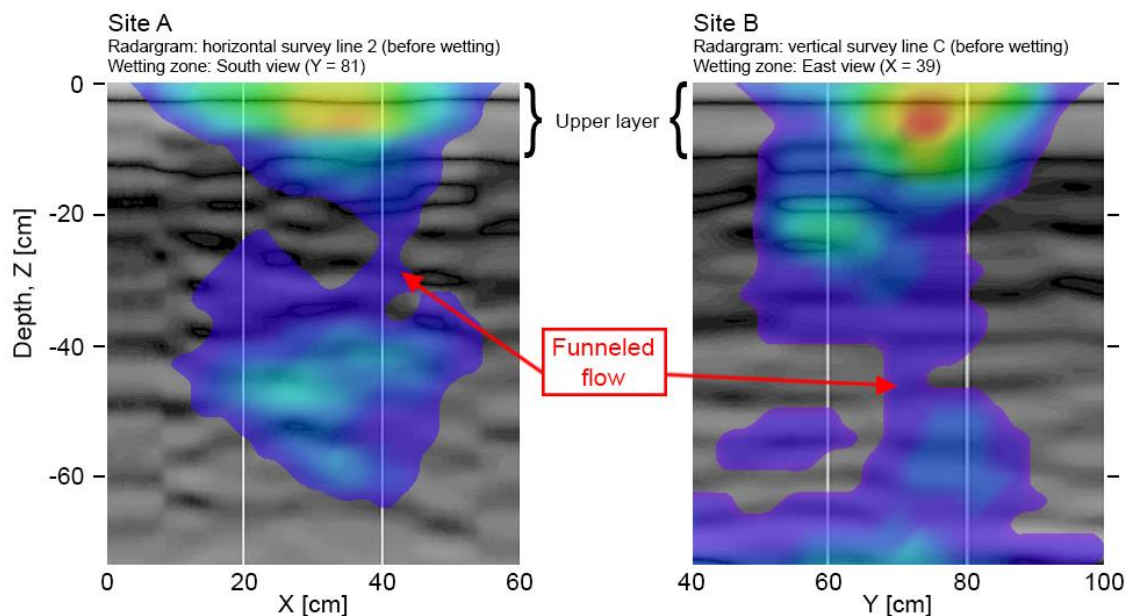 Site A
Radargram: horizontal survey line 2 (before wetting)
Wetting zone: South view (Y = 81)
Site B
Radargram: vertical survey line C (before wetting)
Wetting zone: East view (X = 39)
0
Upper layer
-20
-40
-60
Depth, Z [cm]
Funneled
flow
0 20 40 60
X [cm]
40 60 80 100
Y [cm]